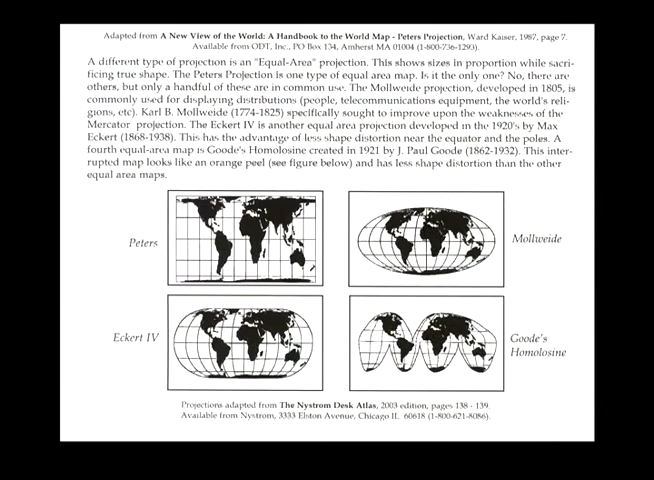 Adapted from A New View of the World: A Handbook to the World Map - Peters Projection, Ward Kaiser, 1987, page 7.
Available from ODT, Inc., PO Box 134, Amherst MA 01004 (1-800-736-1293).
A different type of projection is an "Equal-Area" projection. This shows sizes in proportion while sacri-
ficing true shape. The Peters Projection is one type of equal area map. Is it the only one? No, there are
others, but only a handful of these are in common use. The Mollweide projection, developed in 1805, is
commonly used for displaying distributions (people, telecommunications equipment, the world's reli-
gions, etc). Karl B. Mollweide (1774-1825) specifically sought to improve upon the weaknesses of the
Mercator projection. The Eckert IV is another equal area projection developed in the 1920's by Max
Eckert (1868-1938). This has the advantage of less shape distortion near the equator and the poles. A
fourth equal-area map is Goode's Homolosine created in 1921 by J. Paul Goode (1862-1932). This inter-
rupted map looks like an orange peel (see figure below) and has less shape distortion than the other
equal area maps.
Peters
Mollweide
Eckert IV
Goode's
Homolosine
Projections adapted from The Nystrom Desk Atlas, 2003 edition, pages 138 - 139.
Available from Nystrom, 3333 Elston Avenue, Chicago IL 60618 (1-800-621-8086).